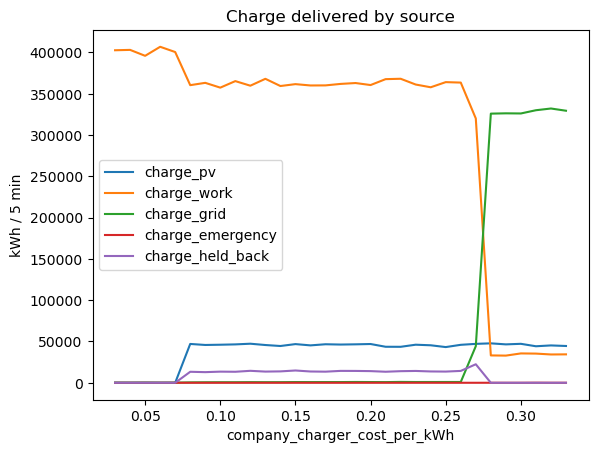 Charge delivered by source
kWh / 5 min
400000
350000
300000
250000
200000
150000
100000
50000
0
charge_pv
charge_work
charge_grid
charge_emergency
charge_held_back
0.05 0.10 0.15 0.20 0.25 0.30
company_charger_cost_per_kWh